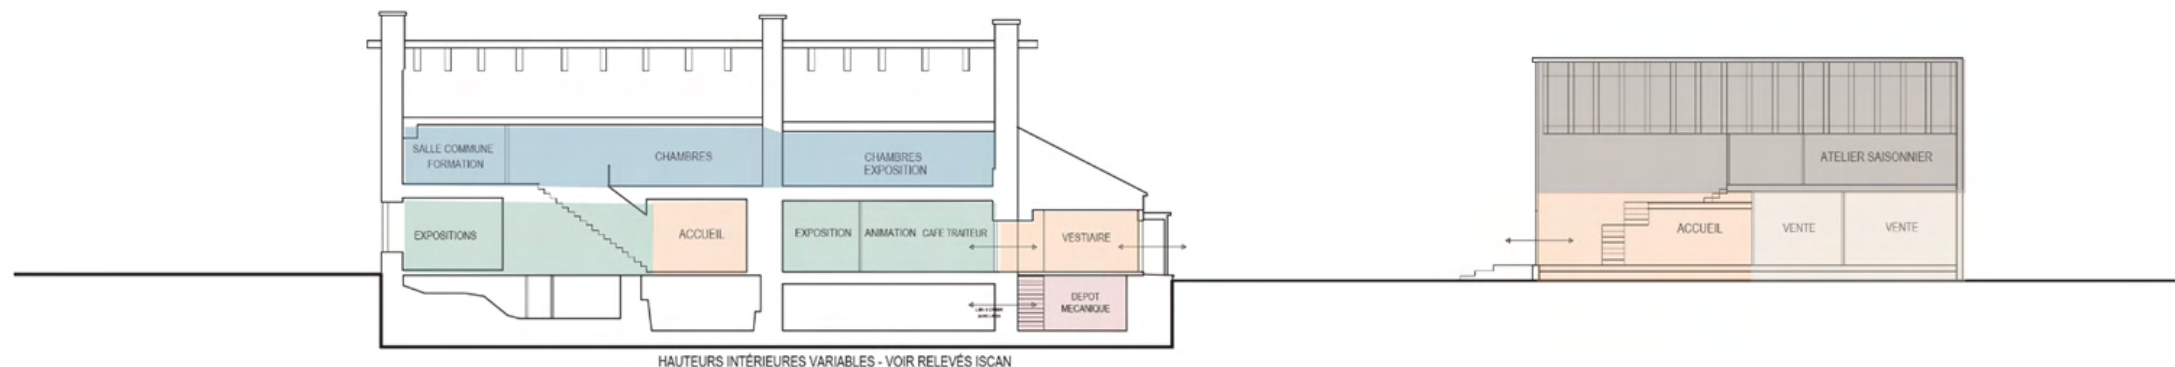 SALLE COMMUNE
FORMATION
CHAMBRES
CHAMBRES
EXPOSITION
EXPOSITIONS
ACCUEIL
EXPOSITION
ANIMATION
CAFE TRAITEUR
VESTIAIRE
DEPOT
MECANIQUE
HAUTEURS INTÉRIEURES VARIABLES - VOIR RELEVÉS ISCAN
ATELIER SAISONNIER
ACCUEIL
VENTE
VENTE